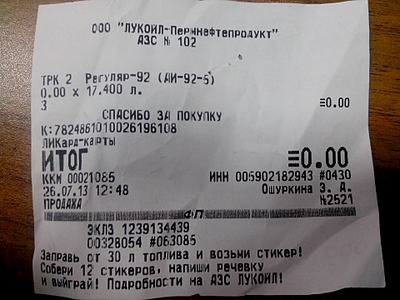 ООО "ЛУКОЙЛ-Пермнефтепродукт"
АЗС № 102
ТРК 2 Регуляр-92 (АИ-92-5)
0.00 x 17.400 л.
3 ≡0.00
СПАСИБО ЗА ПОКУПКУ
К:7824861010026196108
ЛИКард-карты
ИТОГ ≡0.00
ККМ 00021085 ИНН 005902182943 #0430
26.07.13 12:48 Ошуркина Э. А.
ПРОДАЖА №2521
ФП
ЭКЛЗ 1239134439
00328054 #063085
Заправь от 30 л топлива и возьми стикер!
Собери 12 стикеров, напиши речевку
и выиграй! Подробности на АЗС ЛУКОЙЛ!